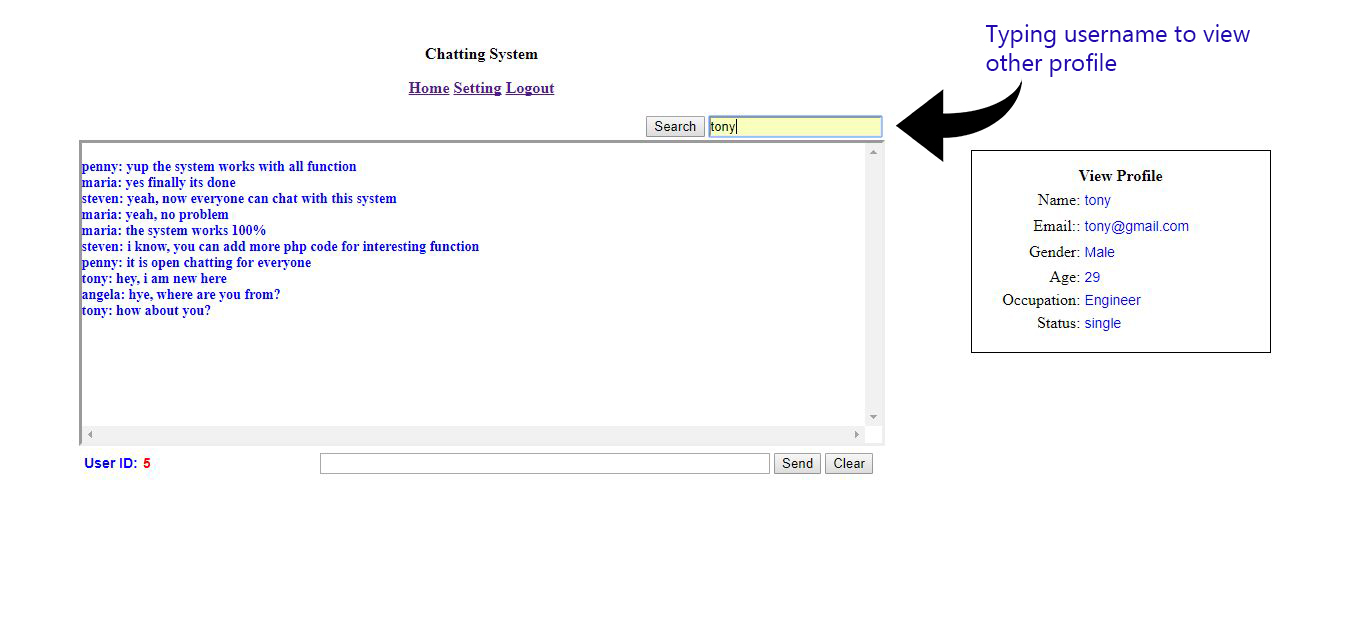 Typing username to view
other profile
Chatting System
Home Setting Logout
Search tony
penny: yup the system works with all function
maria: yes finally its done
steven: yeah, now everyone can chat with this system
maria: yeah, no problem
maria: the system works 100%
steven: i know, you can add more php code for interesting function
penny: it is open chatting for everyone
tony: hey, i am new here
angela: hye, where are you from?
tony: how about you?
User ID: 5
Send Clear
View Profile
Name: tony
Email:: tony@gmail.com
Gender: Male
Age: 29
Occupation: Engineer
Status: single